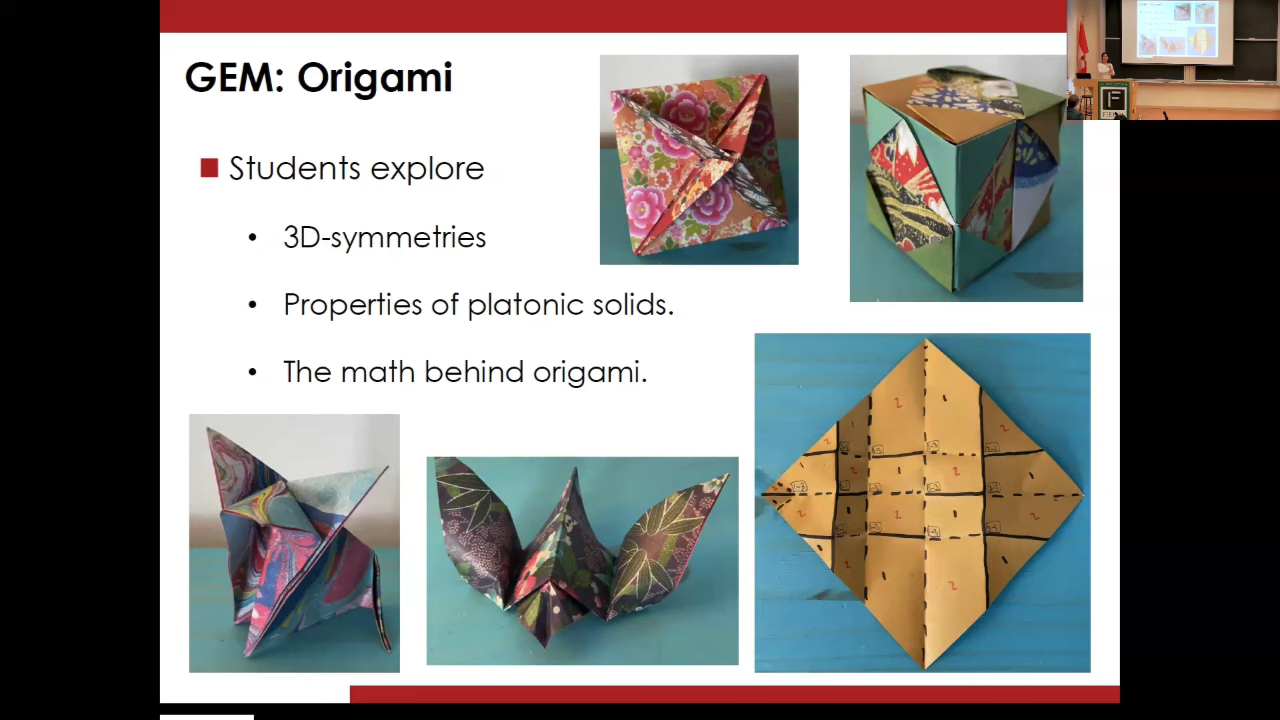 GEM: Origami
Students explore
3D-symmetries
Properties of platonic solids.
The math behind origami.